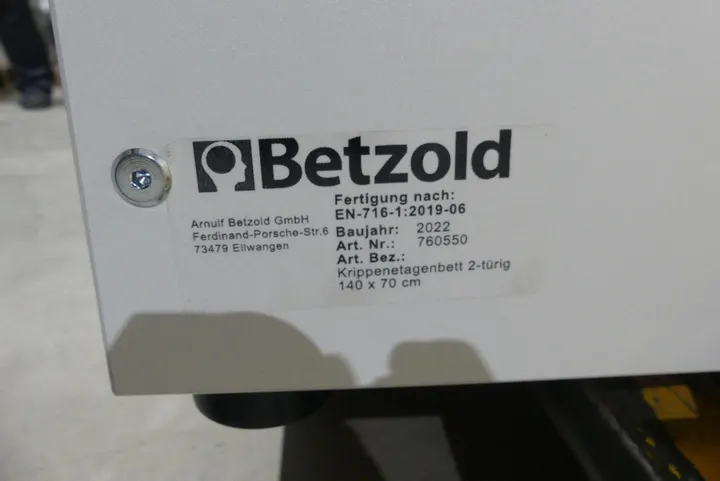 Betzold
Arnulf Betzold GmbH
Ferdinand-Porsche-Str.6
73479 Ellwangen
Fertigung nach:
EN-716-1:2019-06
Baujahr: 2022
Art. Nr.: 760550
Art. Bez.:
Krippenetagenbett 2-türig
140 x 70 cm